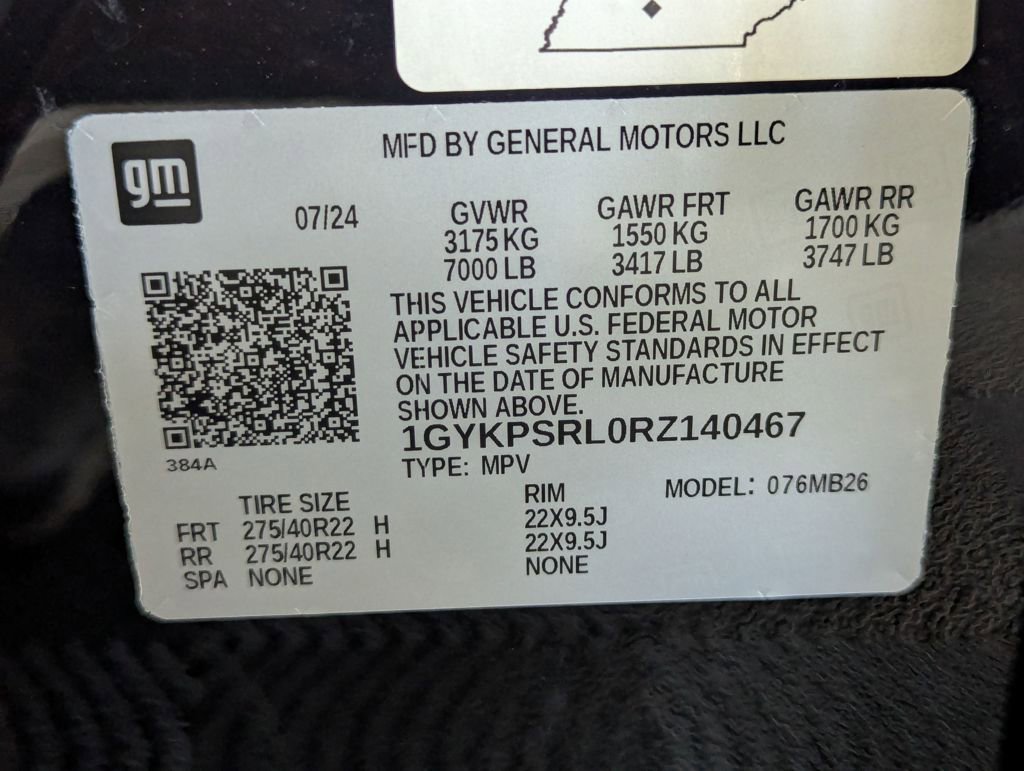 gm
MFD BY GENERAL MOTORS LLC
07/24
GVWR
3175 KG
7000 LB
GAWR FRT
1550 KG
3417 LB
GAWR RR
1700 KG
3747 LB
THIS VEHICLE CONFORMS TO ALL
APPLICABLE U.S. FEDERAL MOTOR
VEHICLE SAFETY STANDARDS IN EFFECT
ON THE DATE OF MANUFACTURE
SHOWN ABOVE.
1GYKPSRL0RZ140467
384A
TYPE: MPV
MODEL: 076MB26
TIRE SIZE RIM
FRT 275/40R22 H 22X9.5J
RR 275/40R22 H 22X9.5J
SPA NONE NONE